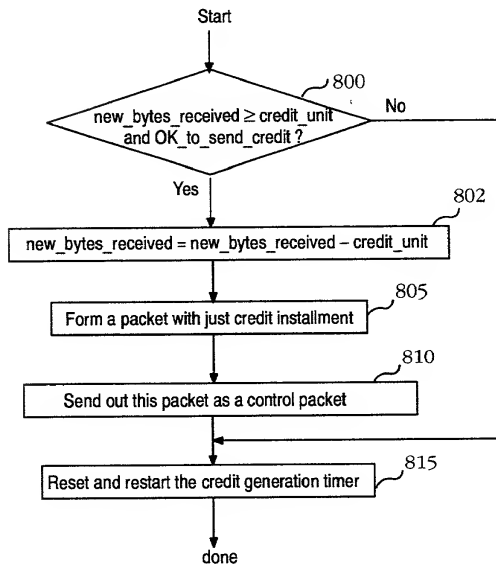 Start
800
new_bytes_received ≥ credit_unit
and OK_to_send_credit ?
No
Yes
802
new_bytes_received = new_bytes_received – credit_unit
805
Form a packet with just credit installment
810
Send out this packet as a control packet
815
Reset and restart the credit generation timer
done